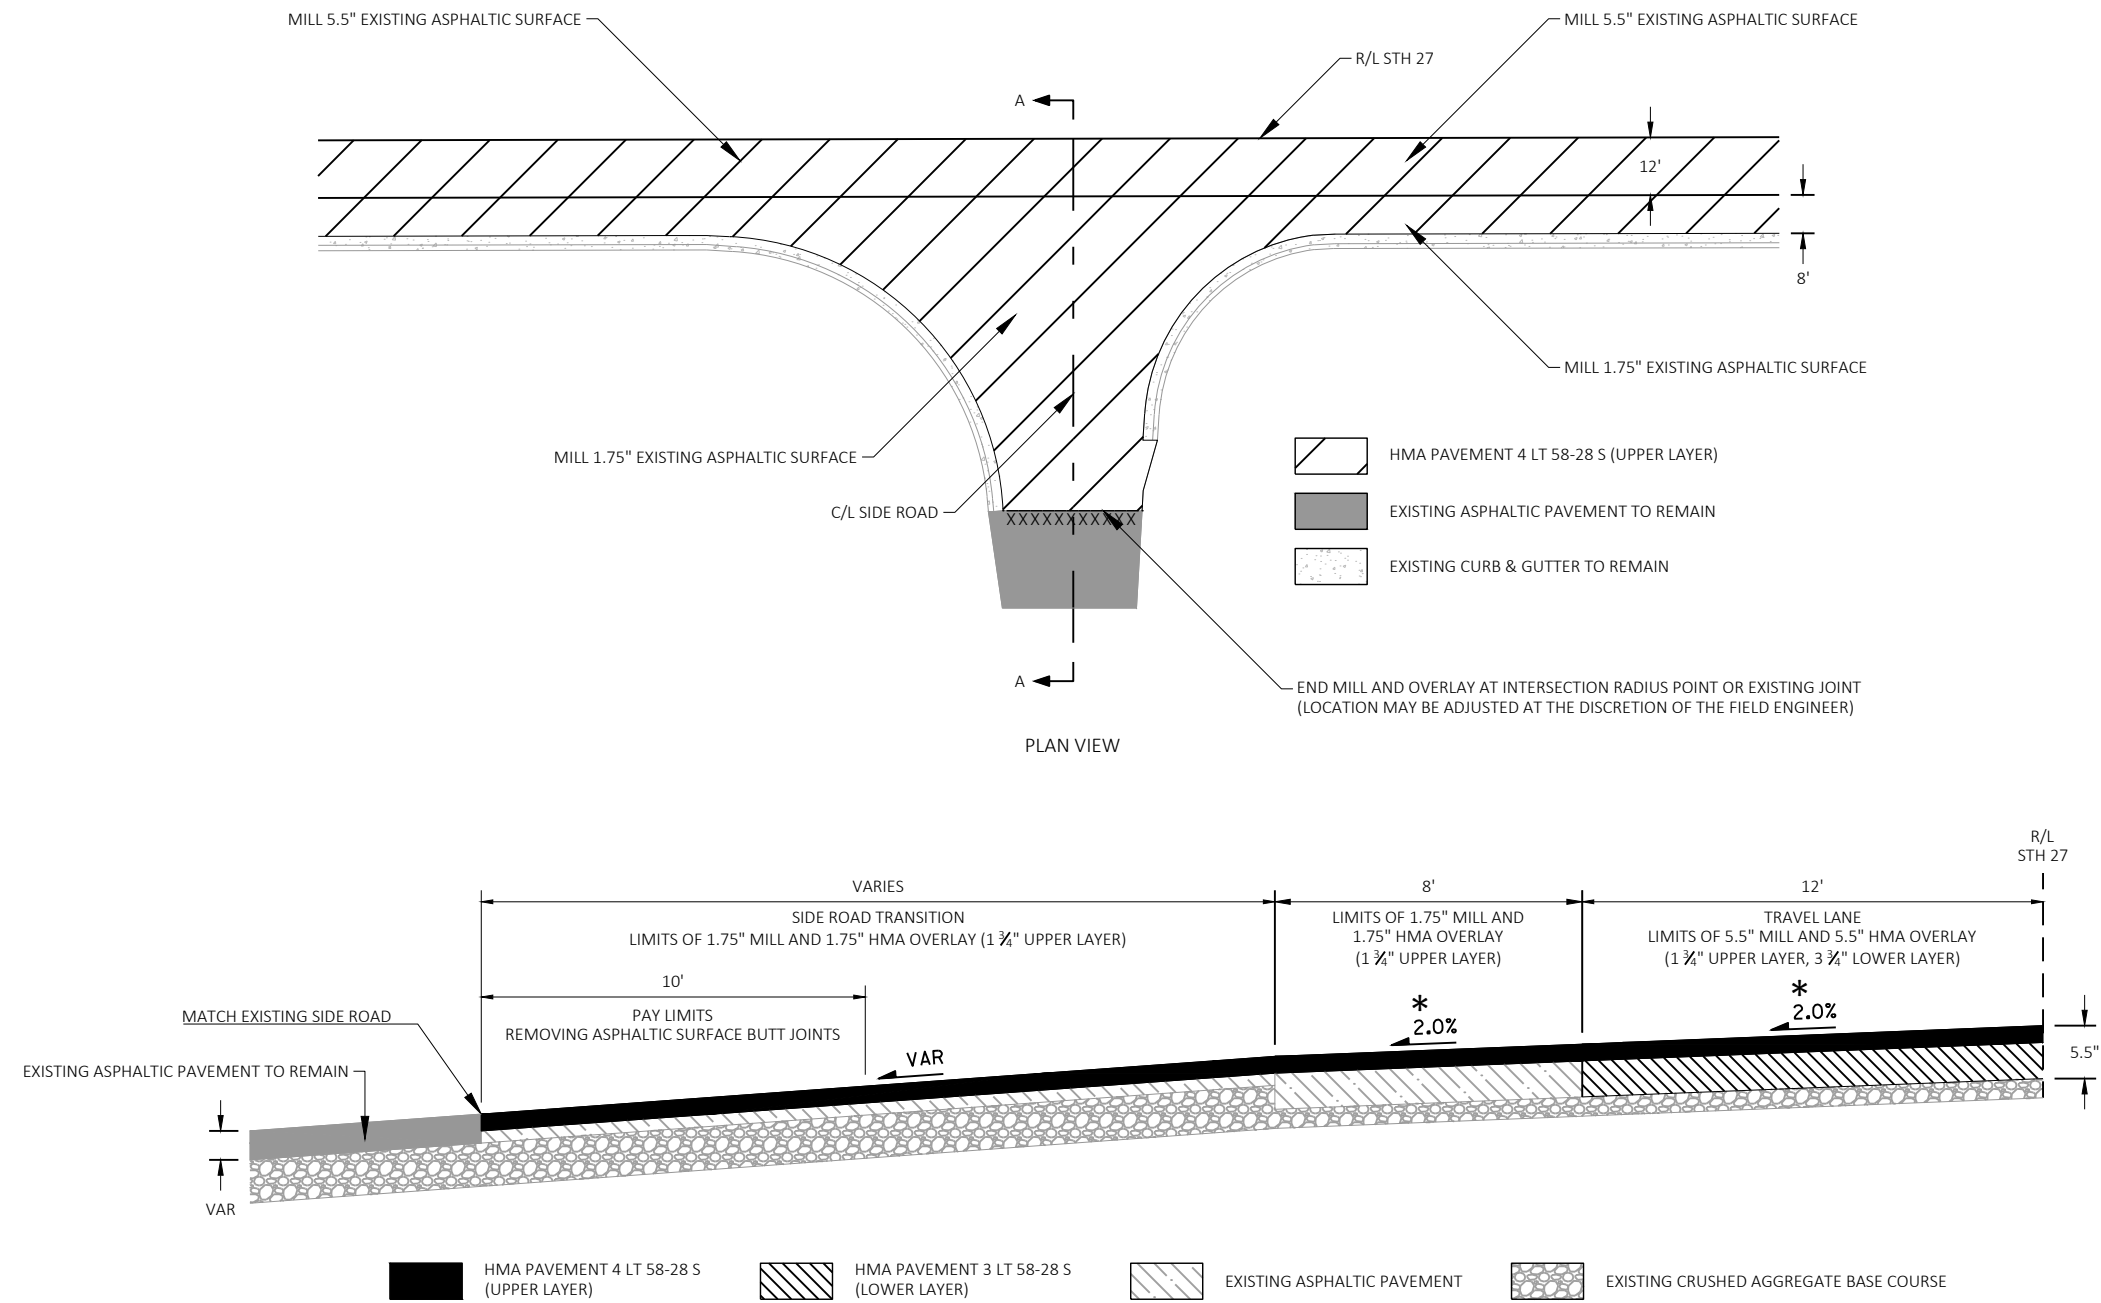 MILL 5.5" EXISTING ASPHALTIC SURFACE
MILL 5.5" EXISTING ASPHALTIC SURFACE
R/L STH 27
A
12'
8'
MILL 1.75" EXISTING ASPHALTIC SURFACE
MILL 1.75" EXISTING ASPHALTIC SURFACE
C/L SIDE ROAD
XXXXXXXXXXXX
HMA PAVEMENT 4 LT 58-28 S (UPPER LAYER)
EXISTING ASPHALTIC PAVEMENT TO REMAIN
EXISTING CURB & GUTTER TO REMAIN
A
END MILL AND OVERLAY AT INTERSECTION RADIUS POINT OR EXISTING JOINT
(LOCATION MAY BE ADJUSTED AT THE DISCRETION OF THE FIELD ENGINEER)
PLAN VIEW
R/L
STH 27
VARIES
SIDE ROAD TRANSITION
LIMITS OF 1.75" MILL AND 1.75" HMA OVERLAY (1 ¾" UPPER LAYER)
8'
LIMITS OF 1.75" MILL AND
1.75" HMA OVERLAY
(1 ¾" UPPER LAYER)
12'
TRAVEL LANE
LIMITS OF 5.5" MILL AND 5.5" HMA OVERLAY
(1 ¾" UPPER LAYER, 3 ¾" LOWER LAYER)
10'
PAY LIMITS
REMOVING ASPHALTIC SURFACE BUTT JOINTS
MATCH EXISTING SIDE ROAD
EXISTING ASPHALTIC PAVEMENT TO REMAIN
VAR
*
2.0%
*
2.0%
5.5"
VAR
HMA PAVEMENT 4 LT 58-28 S
(UPPER LAYER)
HMA PAVEMENT 3 LT 58-28 S
(LOWER LAYER)
EXISTING ASPHALTIC PAVEMENT
EXISTING CRUSHED AGGREGATE BASE COURSE